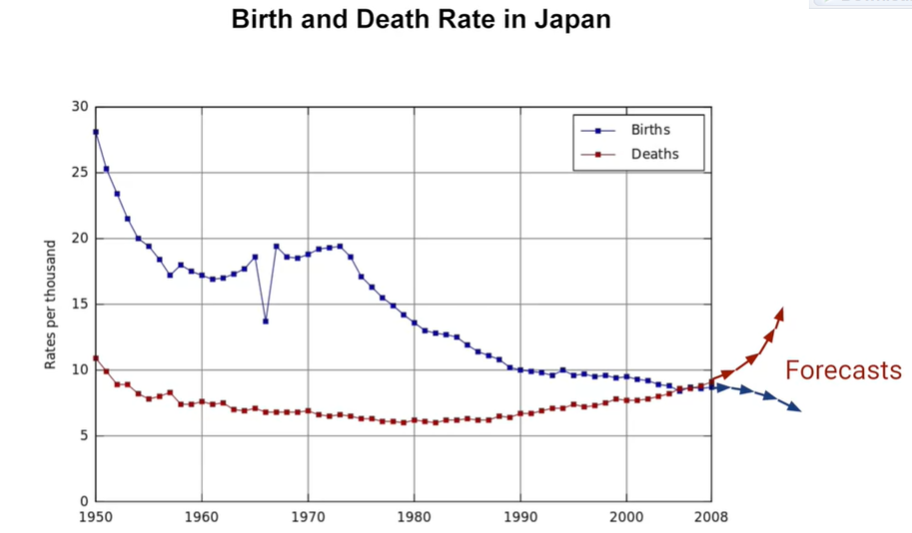 Birth and Death Rate in Japan
30
25
20
15
10
5
0
Rates per thousand
Births
Deaths
Forecasts
1950 1960 1970 1980 1990 2000 2008